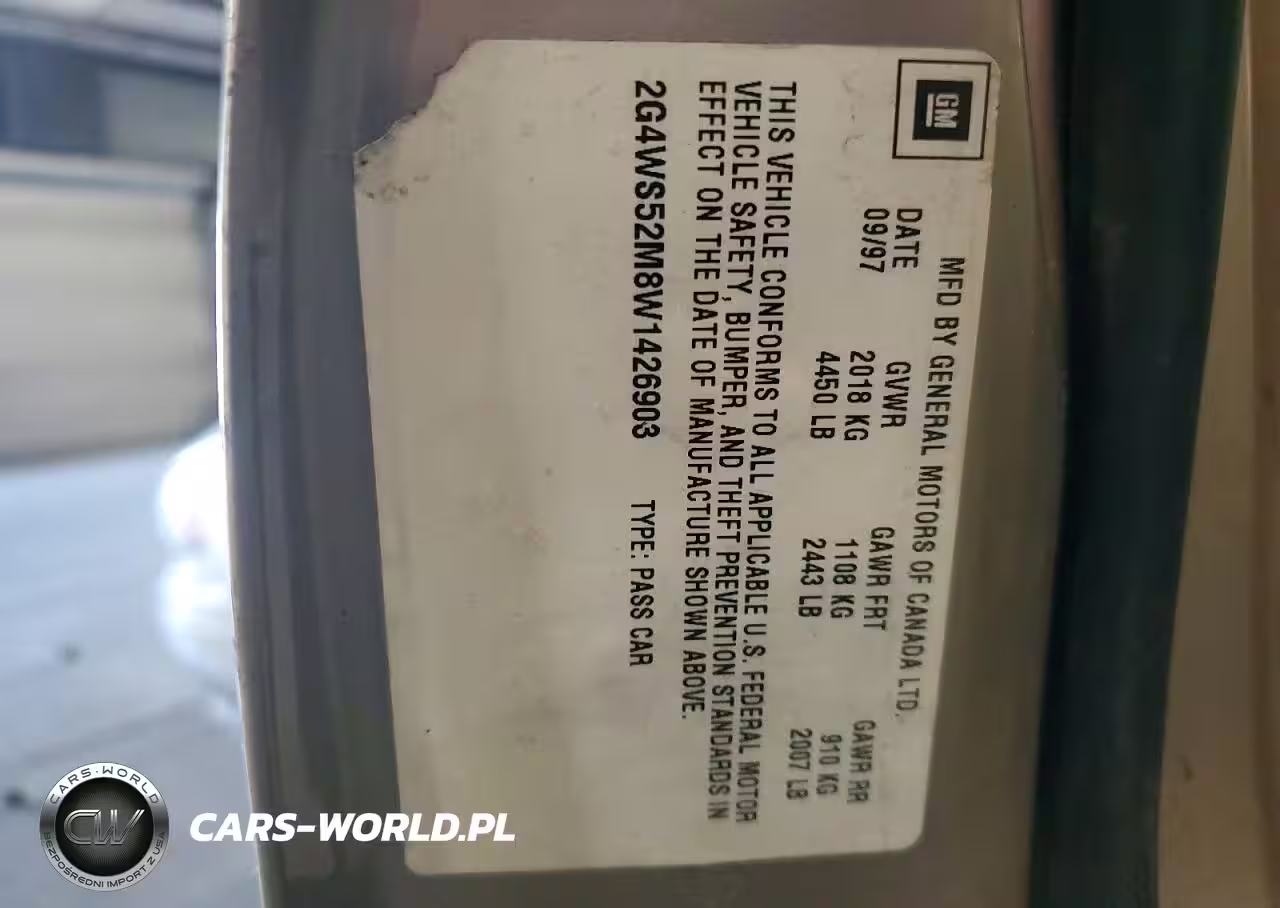 GM
MFD BY GENERAL MOTORS OF CANADA LTD.
DATE GVWR GAWR FRT GAWR RR
09/97 2018 KG 1108 KG 910 KG
4450 LB 2443 LB 2007 LB
THIS VEHICLE CONFORMS TO ALL APPLICABLE U.S. FEDERAL MOTOR
VEHICLE SAFETY, BUMPER, AND THEFT PREVENTION STANDARDS IN
EFFECT ON THE DATE OF MANUFACTURE SHOWN ABOVE.
2G4WS52M8W1426903 TYPE: PASS CAR
CARS-WORLD
CW
BEZPOŚREDNI IMPORT Z USA
CARS-WORLD.PL